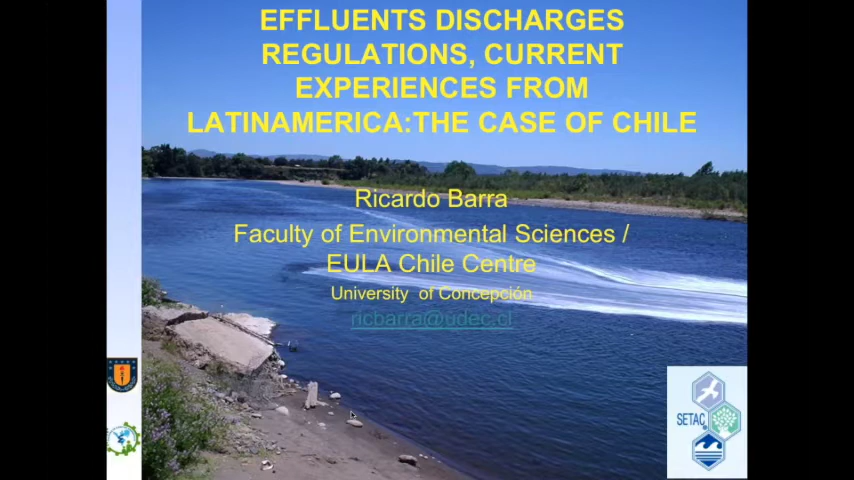 EFFLUENTS DISCHARGES
REGULATIONS, CURRENT
EXPERIENCES FROM
LATINAMERICA:THE CASE OF CHILE
Ricardo Barra
Faculty of Environmental Sciences /
EULA Chile Centre
University of Concepción
ricbarra@udec.cl
SETAC